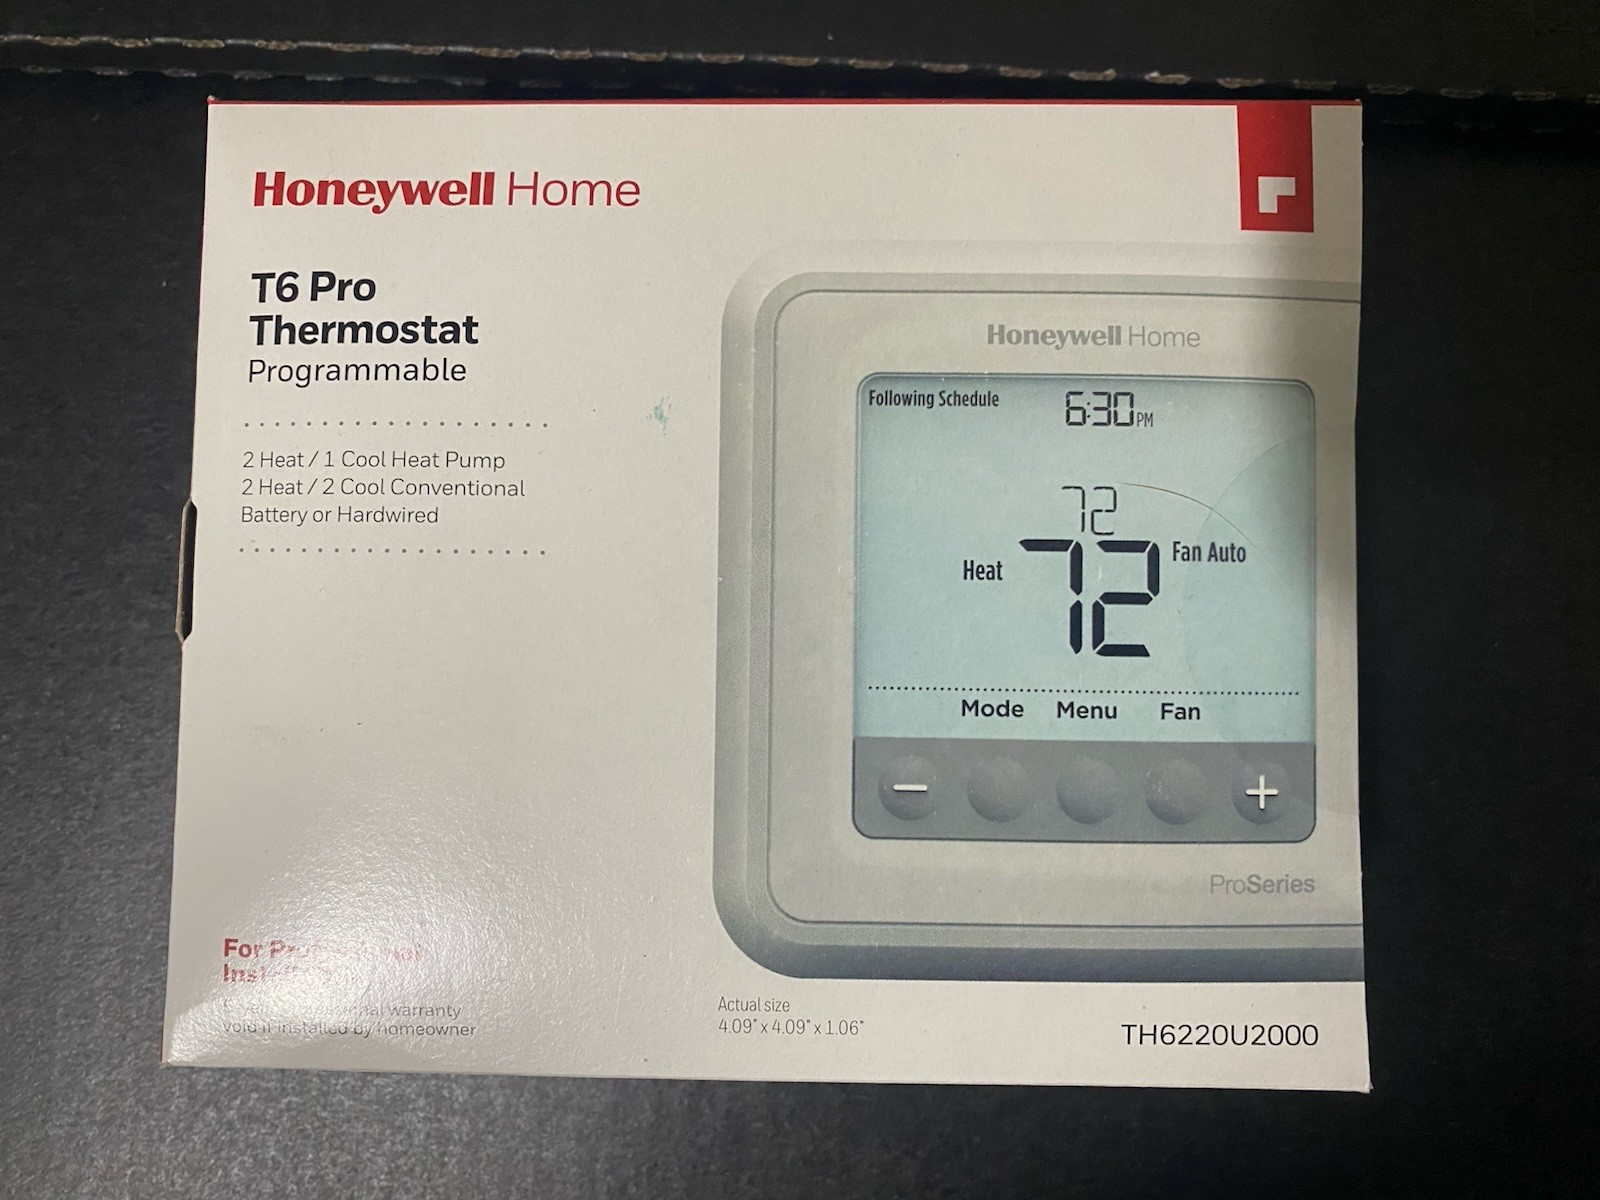 Honeywell Home
T6 Pro
Thermostat
Programmable
2 Heat / 1 Cool Heat Pump
2 Heat / 2 Cool Conventional
Battery or Hardwired
Honeywell Home
Following Schedule
6:30 PM
72
Heat
72
Fan Auto
Mode Menu Fan
− +
ProSeries
For
warranty
void if installed by homeowner
Actual size
4.09" x 4.09" x 1.06"
TH6220U2000